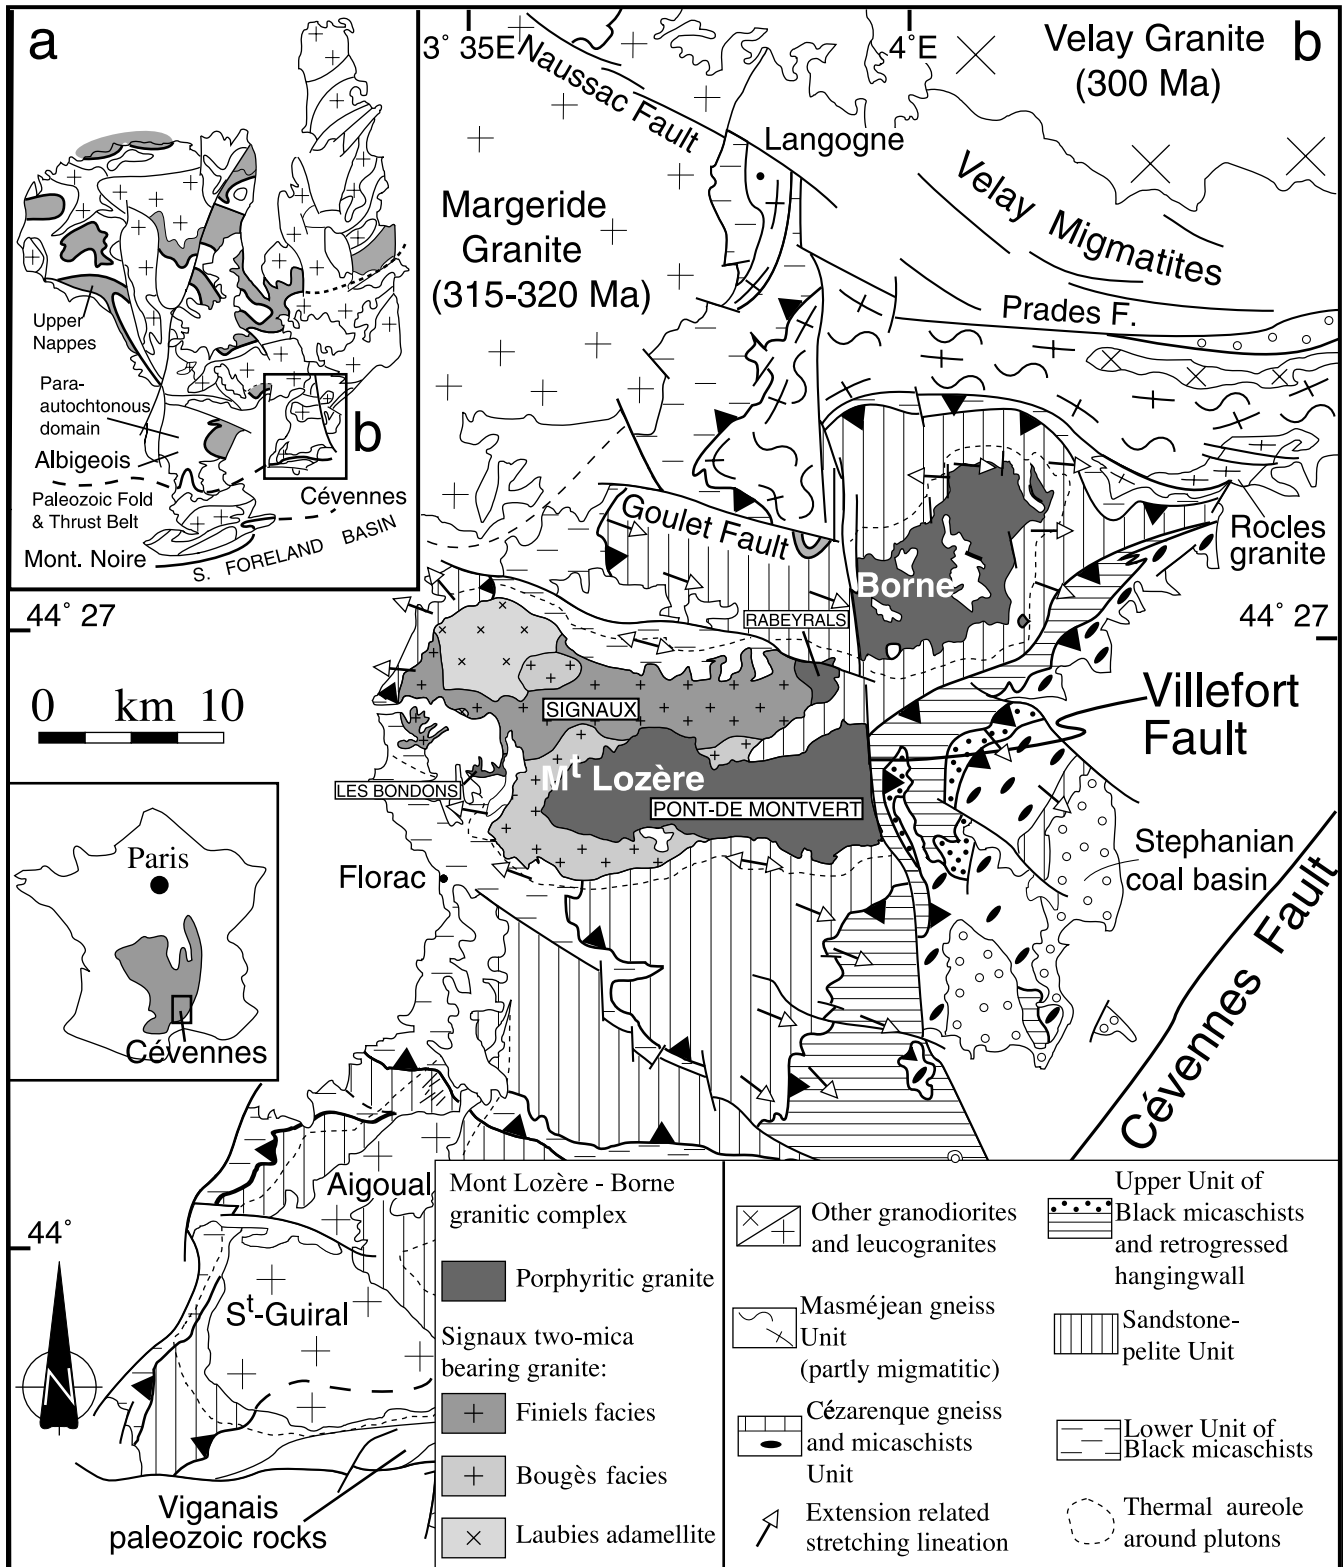 a
Upper
Nappes
Para-
autochtonous
domain
Albigeois
Paleozoic Fold
& Thrust Belt
Mont. Noire
Cévennes
S. FORELAND BASIN
b
3° 35E
4°E
b
Velay Granite
(300 Ma)
Naussac Fault
Langogne
Margeride
Granite
(315-320 Ma)
Velay Migmatites
Prades F.
Goulet Fault
Rocles
granite
Borne
RABEYRALS
44° 27
44° 27
0 km 10
SIGNAUX
Villefort
Fault
Mt Lozère
LES BONDONS
PONT-DE MONTVERT
Stephanian
coal basin
Florac
Cévennes Fault
Paris
Cévennes
Aigoual
44°
St-Guiral
N
Viganais
paleozoic rocks
Mont Lozère - Borne
granitic complex
Porphyritic granite
Signaux two-mica
bearing granite:
Finiels facies
Bougès facies
Laubies adamellite
Other granodiorites
and leucogranites
Masméjean gneiss
Unit
(partly migmatitic)
Cézarenque gneiss
and micaschists
Unit
Extension related
stretching lineation
Upper Unit of
Black micaschists
and retrogressed
hangingwall
Sandstone-
pelite Unit
Lower Unit of
Black micaschists
Thermal aureole
around plutons